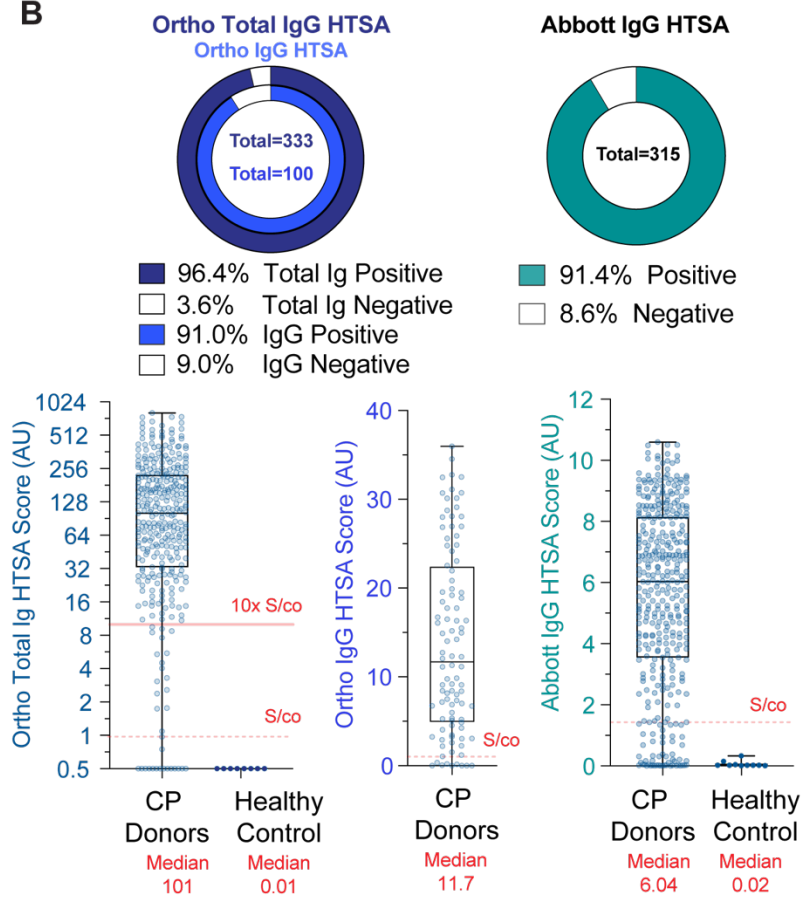 B
Ortho Total IgG HTSA
Ortho IgG HTSA
Total=333
Total=100
96.4% Total Ig Positive
3.6% Total Ig Negative
91.0% IgG Positive
9.0% IgG Negative
Abbott IgG HTSA
Total=315
91.4% Positive
8.6% Negative
Ortho Total Ig HTSA Score (AU)
1024
512
256
128
64
32
16
8
4
2
1
0.5
10x S/co
S/co
CP
Donors
Median
101
Healthy
Control
Median
0.01
Ortho IgG HTSA Score (AU)
40
30
20
10
0
S/co
CP
Donors
Median
11.7
Abbott IgG HTSA Score (AU)
12
10
8
6
4
2
0
S/co
CP
Donors
Median
6.04
Healthy
Control
Median
0.02